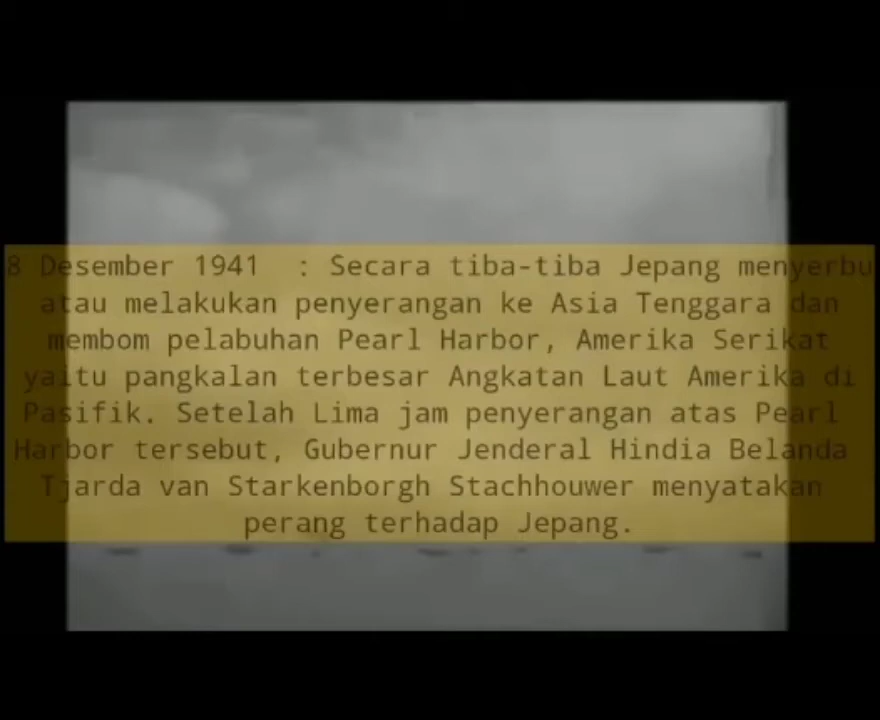 8 Desember 1941  : Secara tiba-tiba Jepang menyerbu
atau melakukan penyerangan ke Asia Tenggara dan
membom pelabuhan Pearl Harbor, Amerika Serikat
yaitu pangkalan terbesar Angkatan Laut Amerika di
Pasifik. Setelah Lima jam penyerangan atas Pearl
Harbor tersebut, Gubernur Jenderal Hindia Belanda
Tjarda van Starkenborgh Stachhouwer menyatakan
perang terhadap Jepang.